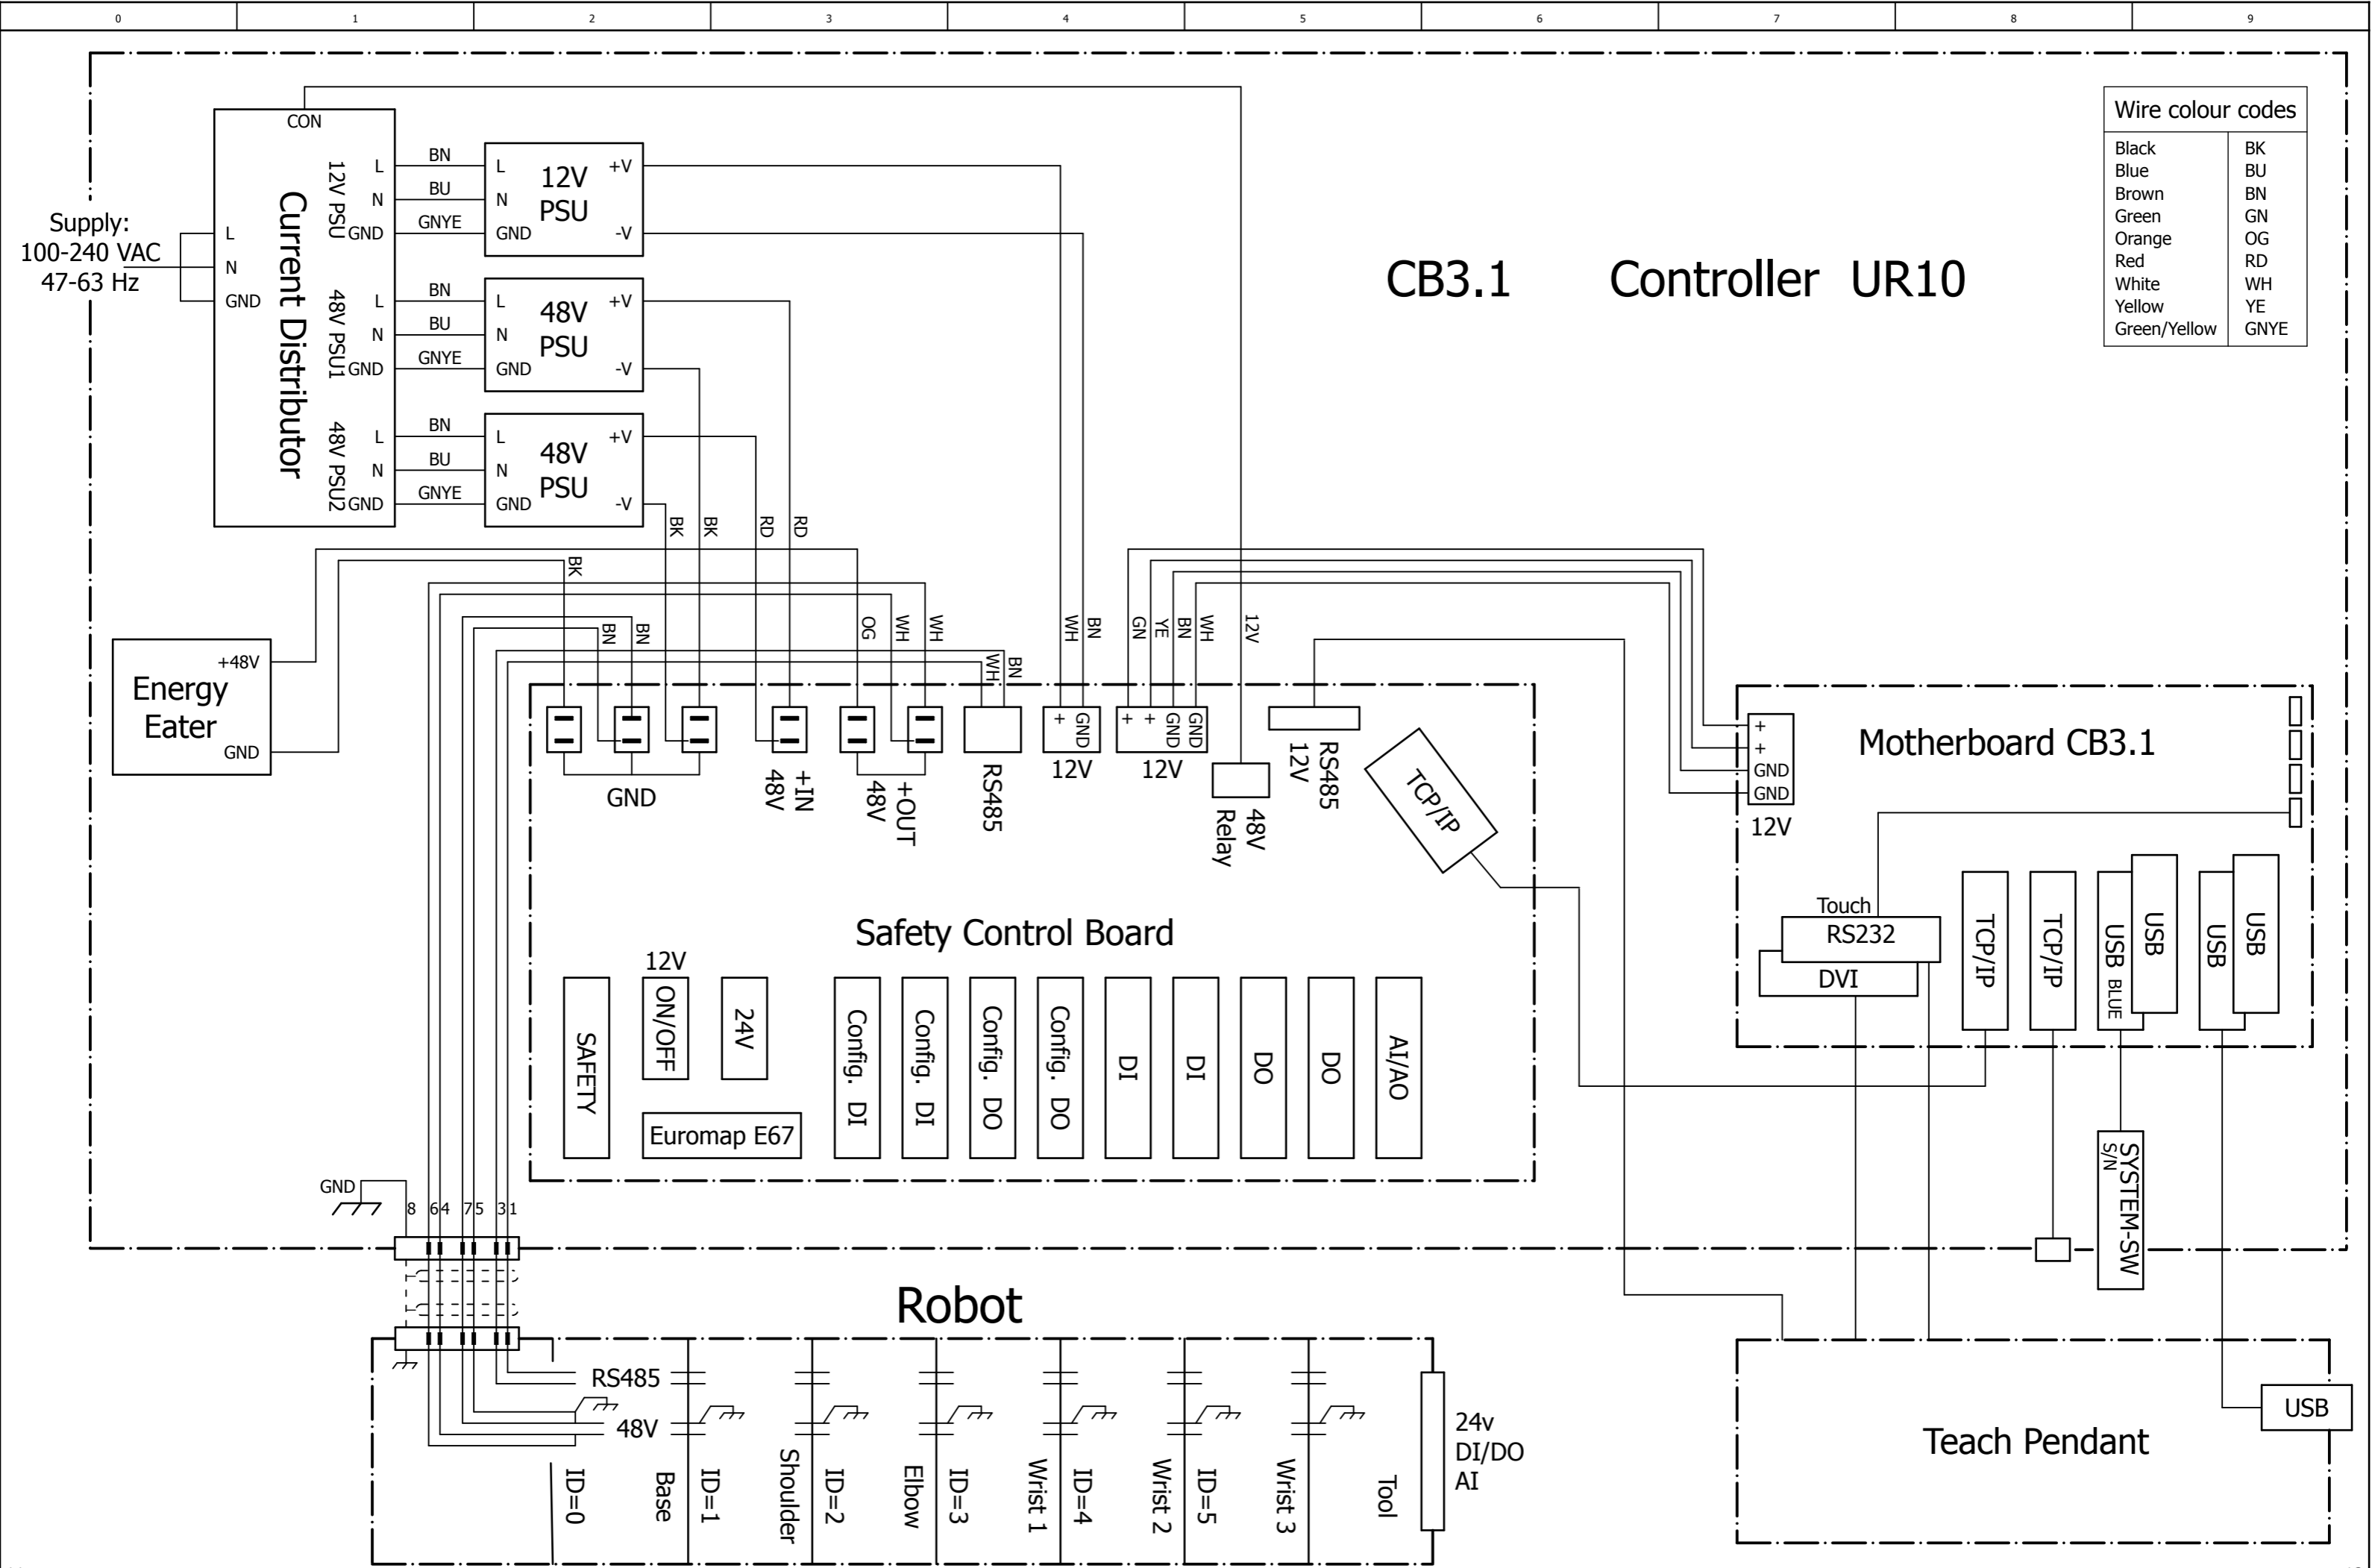 0 1 2 3 4 5 6 7 8 9
CB3.1 Controller UR10
Wire colour codes
Black BK
Blue BU
Brown BN
Green GN
Orange OG
Red RD
White WH
Yellow YE
Green/Yellow GNYE
Supply:
100-240 VAC
47-63 Hz
CON
Current Distributor
L
N
GND
12V PSU
L
N
GND
48V PSU1
L
N
GND
48V PSU2
L
N
GND
BN
BU
GNYE
BN
BU
GNYE
BN
BU
GNYE
L
N
GND
12V
PSU
+V
-V
L
N
GND
48V
PSU
+V
-V
L
N
GND
48V
PSU
+V
-V
BK
BK
RD
RD
BK
BN
BN
OG
WH
WH
WH
BN
WH
BN
GN
YE
BN
WH
12V
Energy
Eater
+48V
GND
GND
+IN
48V
+OUT
48V
RS485
+ GND
12V
+ + GND GND
12V
48V
Relay
RS485
12V
TCP/IP
Safety Control Board
SAFETY
12V
ON/OFF
24V
Euromap E67
Config. DI
Config. DI
Config. DO
Config. DO
DI
DI
DO
DO
AI/AO
Motherboard CB3.1
+
+
GND
GND
12V
Touch
RS232
DVI
TCP/IP
TCP/IP
USB BLUE
USB
USB
USB
SYSTEM-SW
S/N
GND
8 6 4 7 5 3 1
Robot
RS485
48V
ID=0
Base
ID=1
Shoulder
ID=2
Elbow
ID=3
Wrist 1
ID=4
Wrist 2
ID=5
Wrist 3
Tool
24v
DI/DO
AI
Teach Pendant
USB